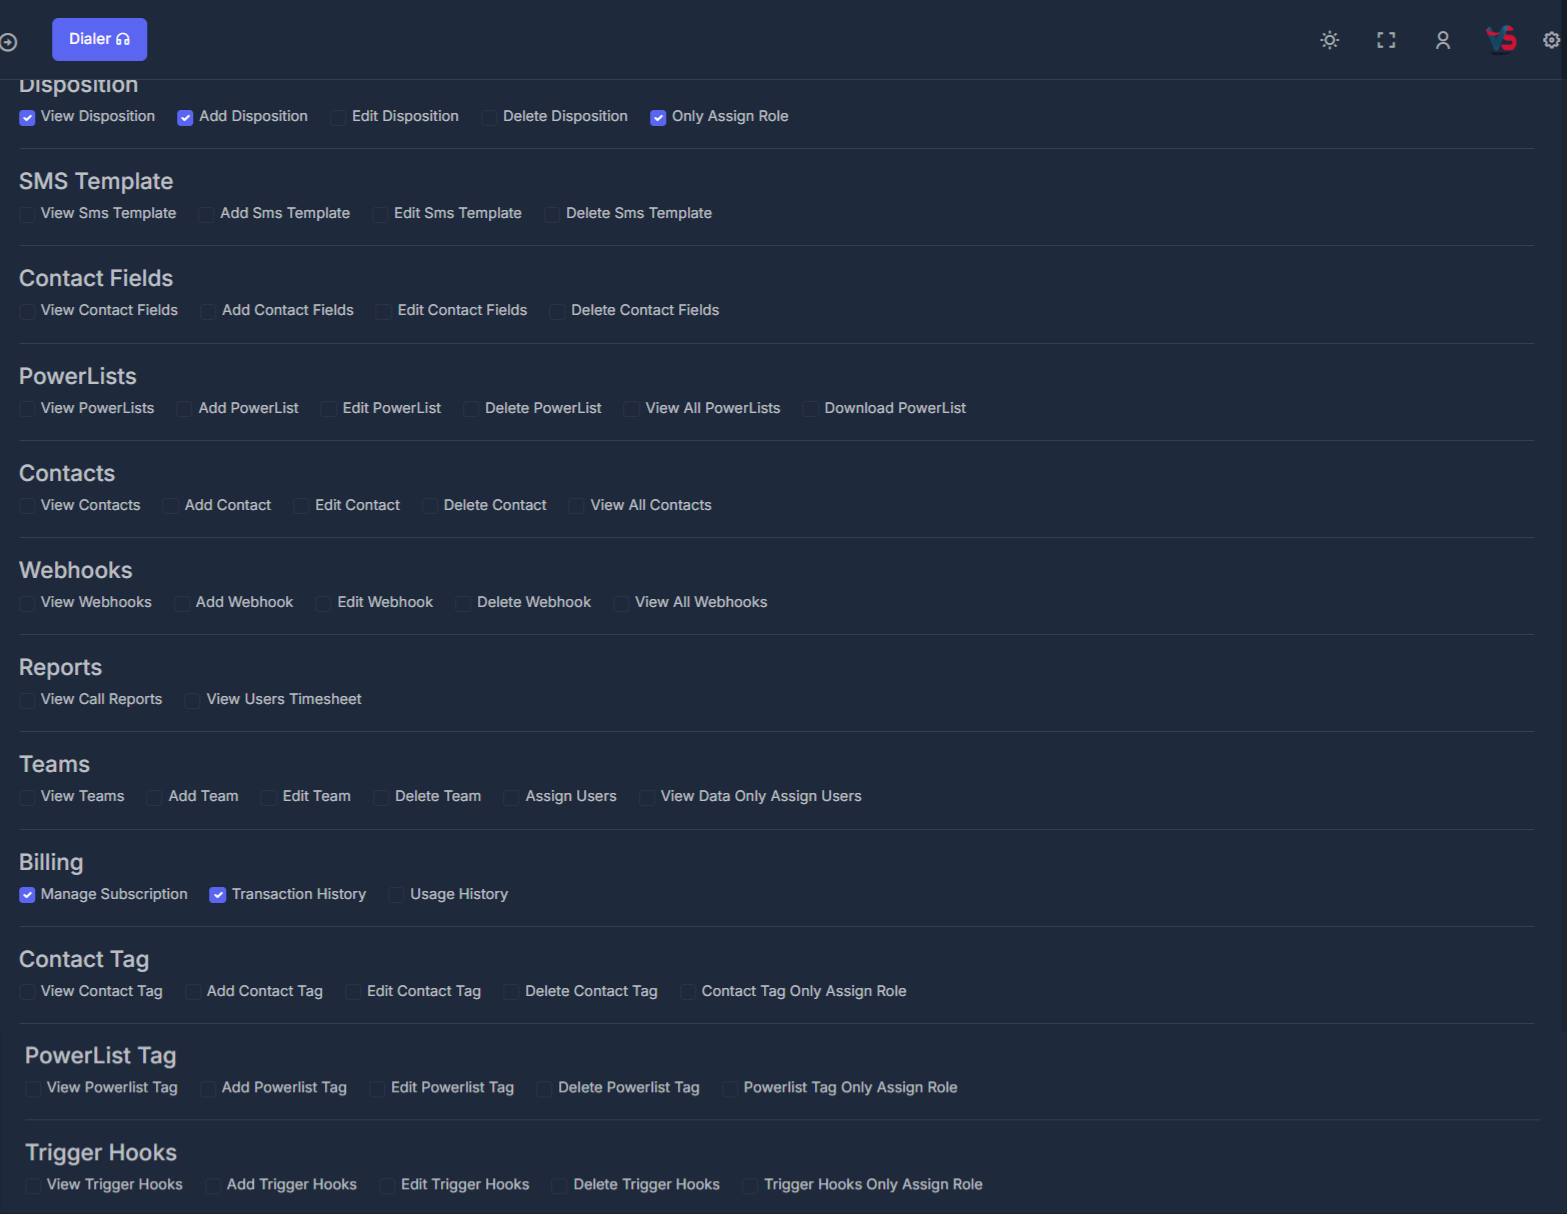 Dialer
Disposition
View Disposition Add Disposition Edit Disposition Delete Disposition Only Assign Role
SMS Template
View Sms Template Add Sms Template Edit Sms Template Delete Sms Template
Contact Fields
View Contact Fields Add Contact Fields Edit Contact Fields Delete Contact Fields
PowerLists
View PowerLists Add PowerList Edit PowerList Delete PowerList View All PowerLists Download PowerList
Contacts
View Contacts Add Contact Edit Contact Delete Contact View All Contacts
Webhooks
View Webhooks Add Webhook Edit Webhook Delete Webhook View All Webhooks
Reports
View Call Reports View Users Timesheet
Teams
View Teams Add Team Edit Team Delete Team Assign Users View Data Only Assign Users
Billing
Manage Subscription Transaction History Usage History
Contact Tag
View Contact Tag Add Contact Tag Edit Contact Tag Delete Contact Tag Contact Tag Only Assign Role
PowerList Tag
View Powerlist Tag Add Powerlist Tag Edit Powerlist Tag Delete Powerlist Tag Powerlist Tag Only Assign Role
Trigger Hooks
View Trigger Hooks Add Trigger Hooks Edit Trigger Hooks Delete Trigger Hooks Trigger Hooks Only Assign Role